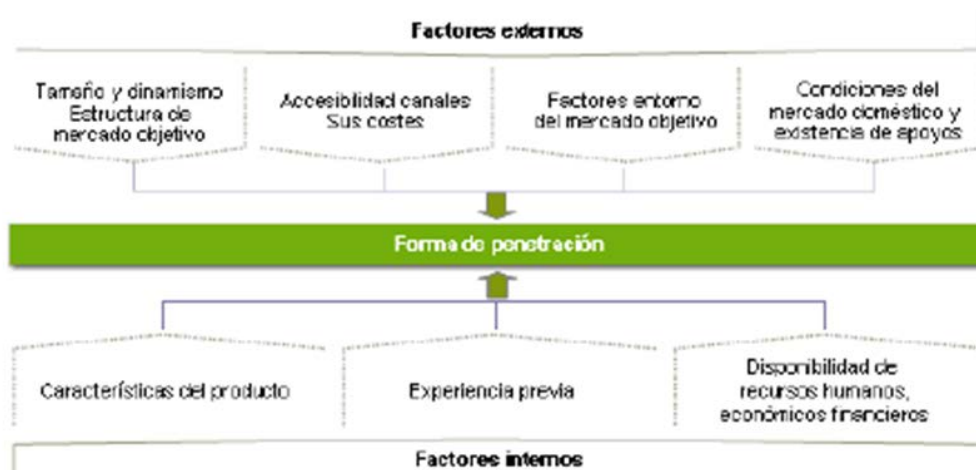 Factores externos
Tamaño y dinamismo
Estructura de
mercado objetivo
Accesiblidad canales
Sus costes
Factores entorno
del mercado objetivo
Condiciones del
mercado doméstico y
existencia de apoyos
Forma de penetración
Características del producto
Experiencia previa
Disponibilidad de
recursos humanos,
económicos financieros
Factores internos